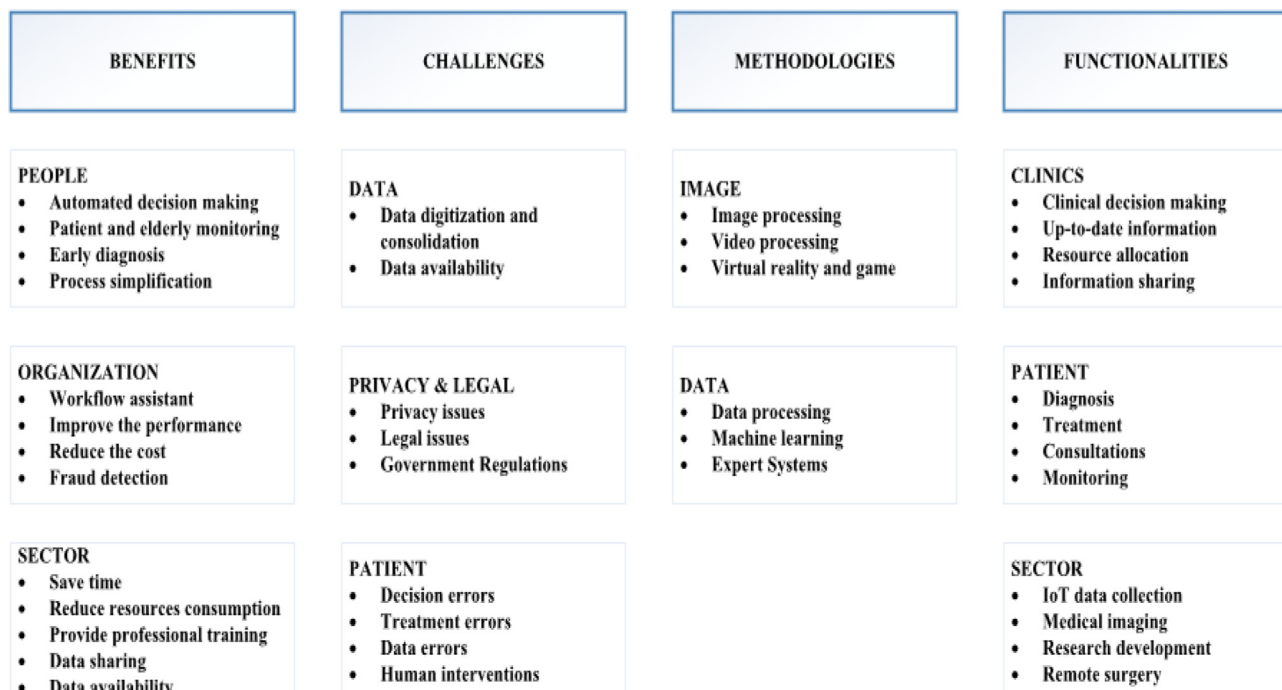 BENEFITS
CHALLENGES
METHODOLOGIES
FUNCTIONALITIES
PEOPLE
• Automated decision making
• Patient and elderly monitoring
• Early diagnosis
• Process simplification
DATA
• Data digitization and
consolidation
• Data availability
IMAGE
• Image processing
• Video processing
• Virtual reality and game
CLINICS
• Clinical decision making
• Up-to-date information
• Resource allocation
• Information sharing
ORGANIZATION
• Workflow assistant
• Improve the performance
• Reduce the cost
• Fraud detection
PRIVACY & LEGAL
• Privacy issues
• Legal issues
• Government Regulations
DATA
• Data processing
• Machine learning
• Expert Systems
PATIENT
• Diagnosis
• Treatment
• Consultations
• Monitoring
SECTOR
• Save time
• Reduce resources consumption
• Provide professional training
• Data sharing
• Data availability
PATIENT
• Decision errors
• Treatment errors
• Data errors
• Human interventions
SECTOR
• IoT data collection
• Medical imaging
• Research development
• Remote surgery